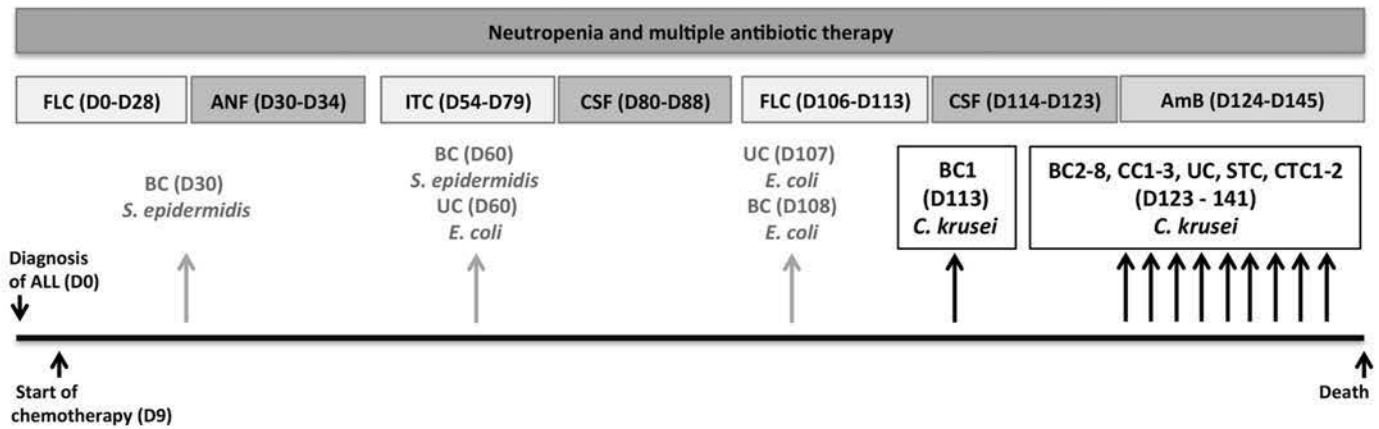 Neutropenia and multiple antibiotic therapy
FLC (D0-D28)
ANF (D30-D34)
ITC (D54-D79)
CSF (D80-D88)
FLC (D106-D113)
CSF (D114-D123)
AmB (D124-D145)
BC (D30)
S. epidermidis
BC (D60)
S. epidermidis
UC (D60)
E. coli
UC (D107)
E. coli
BC (D108)
E. coli
BC1
(D113)
C. krusei
BC2-8, CC1-3, UC, STC, CTC1-2
(D123 - 141)
C. krusei
Diagnosis
of ALL (D0)
Start of
chemotherapy (D9)
Death